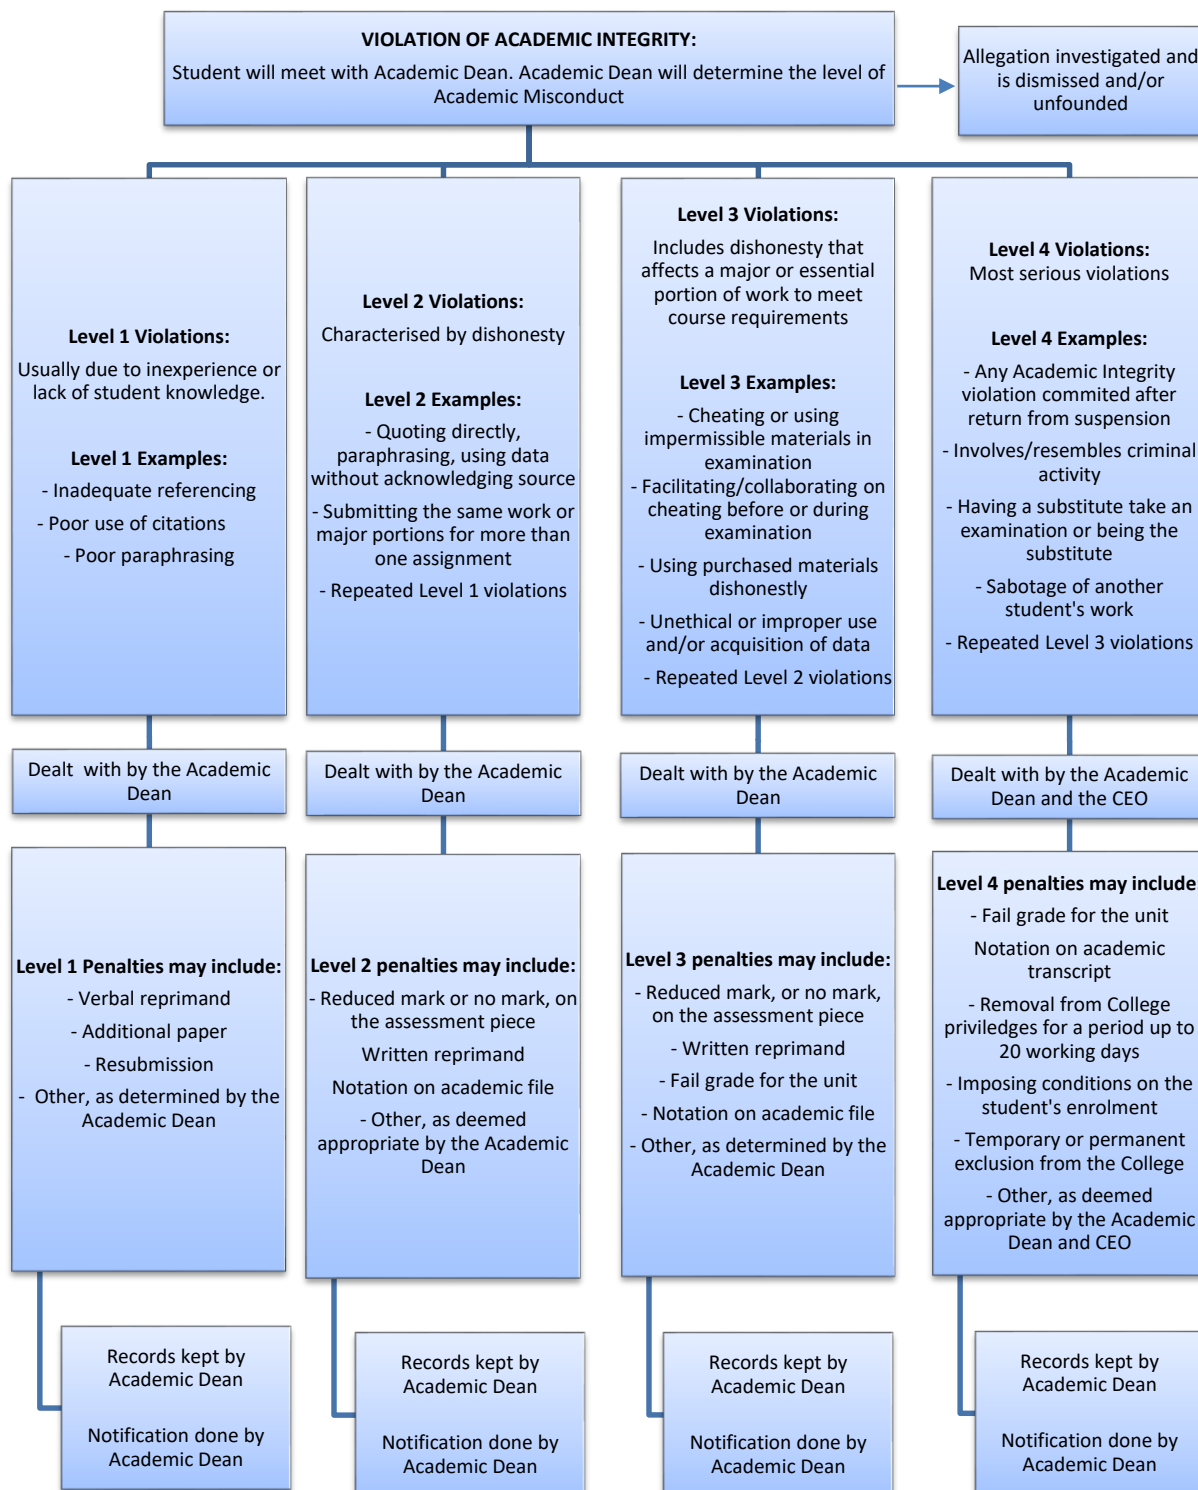 VIOLATION OF ACADEMIC INTEGRITY:
Student will meet with Academic Dean. Academic Dean will determine the level of
Academic Misconduct
Allegation investigated and
is dismissed and/or
unfounded
Level 1 Violations:
Usually due to inexperience or
lack of student knowledge.
Level 1 Examples:
- Inadequate referencing
- Poor use of citations
- Poor paraphrasing
Level 2 Violations:
Characterised by dishonesty
Level 2 Examples:
- Quoting directly,
paraphrasing, using data
without acknowledging source
- Submitting the same work or
major portions for more than
one assignment
- Repeated Level 1 violations
Level 3 Violations:
Includes dishonesty that
affects a major or essential
portion of work to meet
course requirements
Level 3 Examples:
- Cheating or using
impermissible materials in
examination
- Facilitating/collaborating on
cheating before or during
examination
- Using purchased materials
dishonestly
- Unethical or improper use
and/or acquisition of data
- Repeated Level 2 violations
Level 4 Violations:
Most serious violations
Level 4 Examples:
- Any Academic Integrity
violation commited after
return from suspension
- Involves/resembles criminal
activity
- Having a substitute take an
examination or being the
substitute
- Sabotage of another
student's work
- Repeated Level 3 violations
Dealt with by the Academic
Dean
Dealt with by the Academic
Dean
Dealt with by the Academic
Dean
Dealt with by the Academic
Dean and the CEO
Level 1 Penalties may include:
- Verbal reprimand
- Additional paper
- Resubmission
- Other, as determined by the
Academic Dean
Level 2 penalties may include:
- Reduced mark or no mark, on
the assessment piece
Written reprimand
Notation on academic file
- Other, as deemed
appropriate by the Academic
Dean
Level 3 penalties may include:
- Reduced mark, or no mark,
on the assessment piece
- Written reprimand
- Fail grade for the unit
- Notation on academic file
- Other, as determined by the
Academic Dean
Level 4 penalties may include:
- Fail grade for the unit
Notation on academic
transcript
- Removal from College
priviledges for a period up to
20 working days
- Imposing conditions on the
student's enrolment
- Temporary or permanent
exclusion from the College
- Other, as deemed
appropriate by the Academic
Dean and CEO
Records kept by
Academic Dean
Notification done by
Academic Dean
Records kept by
Academic Dean
Notification done by
Academic Dean
Records kept by
Academic Dean
Notification done by
Academic Dean
Records kept by
Academic Dean
Notification done by
Academic Dean